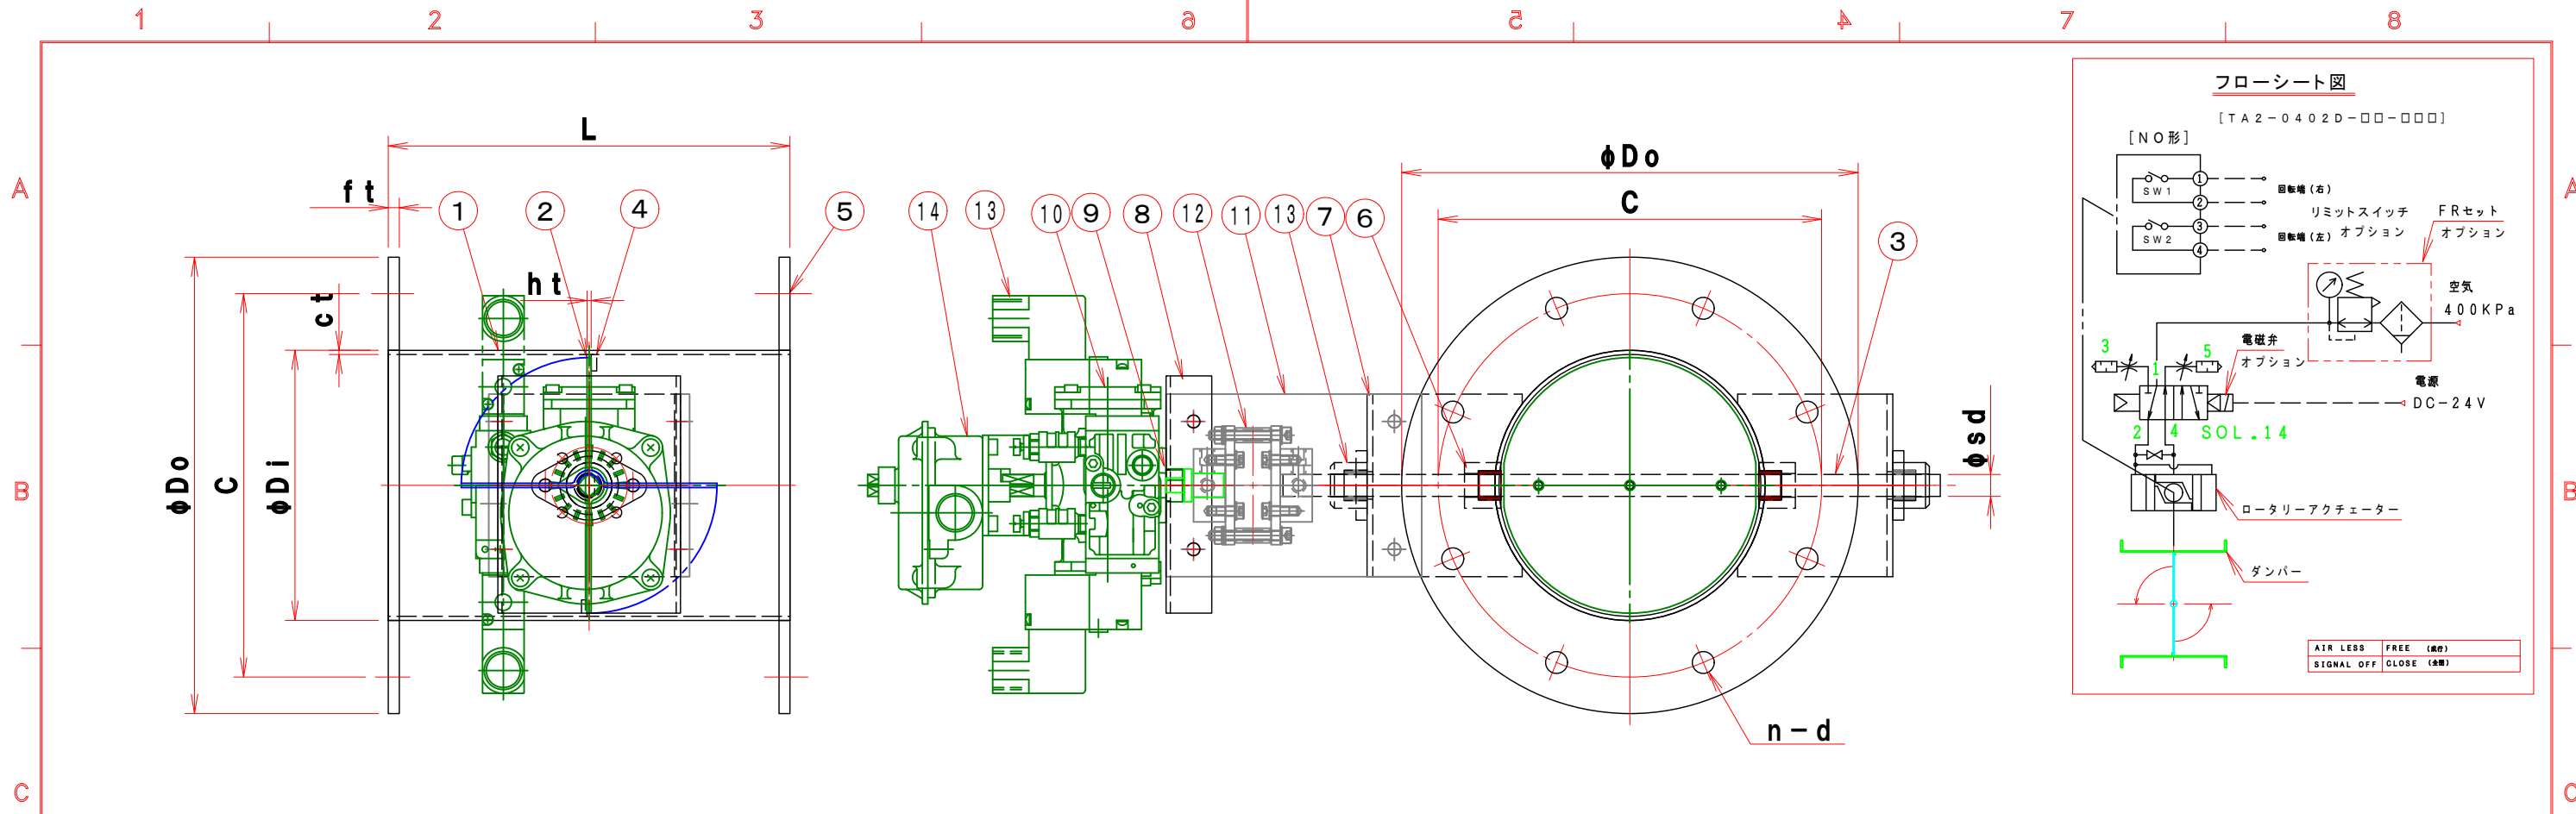 1 2 3 6 5 4 7 8
A
B
C
L
ft
ct
ht
φDo
C
φDi
1 2 4 5
14 13 10 9 8 12 11 13 7 6
3
φDo
C
φsd
n-d
フローシート図
[TA2-0402D-□□-□□□]
[NO形]
SW1
1
2
回転端(右)
SW2
3
4
回転端(左)
リミットスイッチ
オプション
FRセット
オプション
空気
400KPa
電磁弁
オプション
電源
DC-24V
3 1 5
2 4 SOL.14
ロータリーアクチェーター
ダンパー
AIR LESS FREE
SIGNAL OFF CLOSE (全閉)
A
B
C